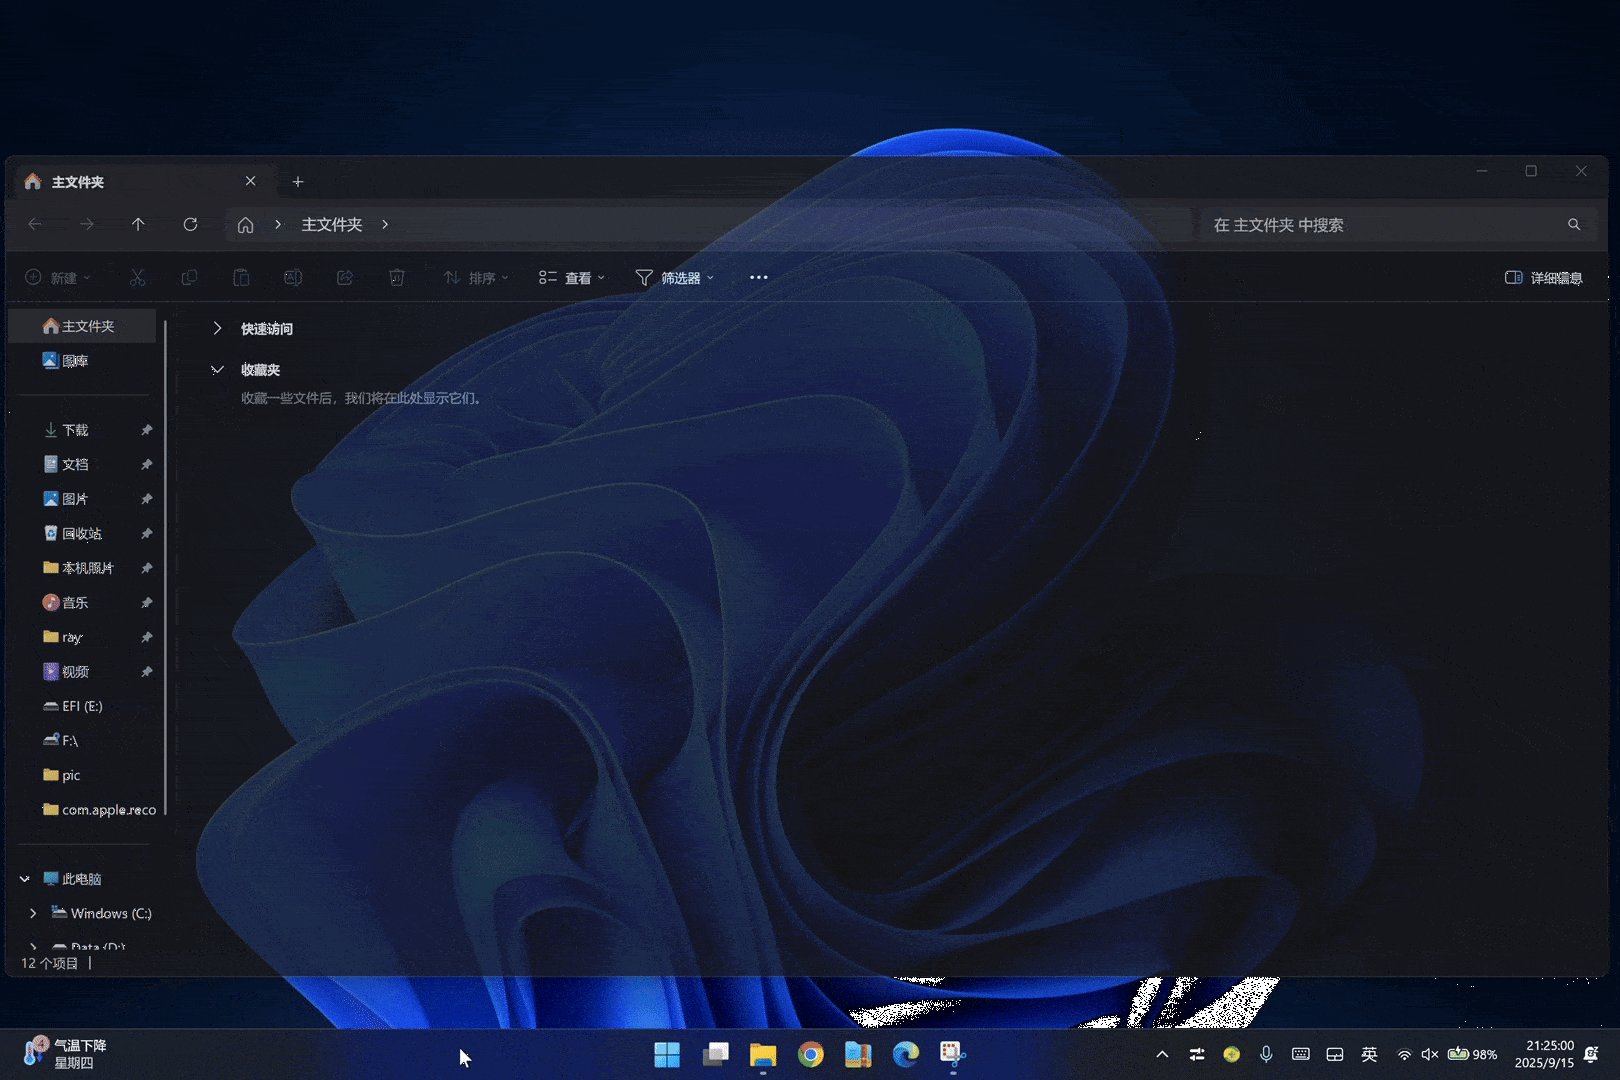 主文件夹
主文件夹
在 主文件夹 中搜索
新建
排序
查看
筛选器
详细信息
主文件夹
图库
下载
文档
图片
回收站
本机照片
音乐
ray
视频
EFI (E:)
F:\
pic
com.apple.reco
此电脑
Windows (C:)
Data (D:)
快速访问
收藏夹
收藏一些文件后，我们将在此处显示它们。
12 个项目
4
气温下降
星期四
英
98%
21:25:00
2025/9/15